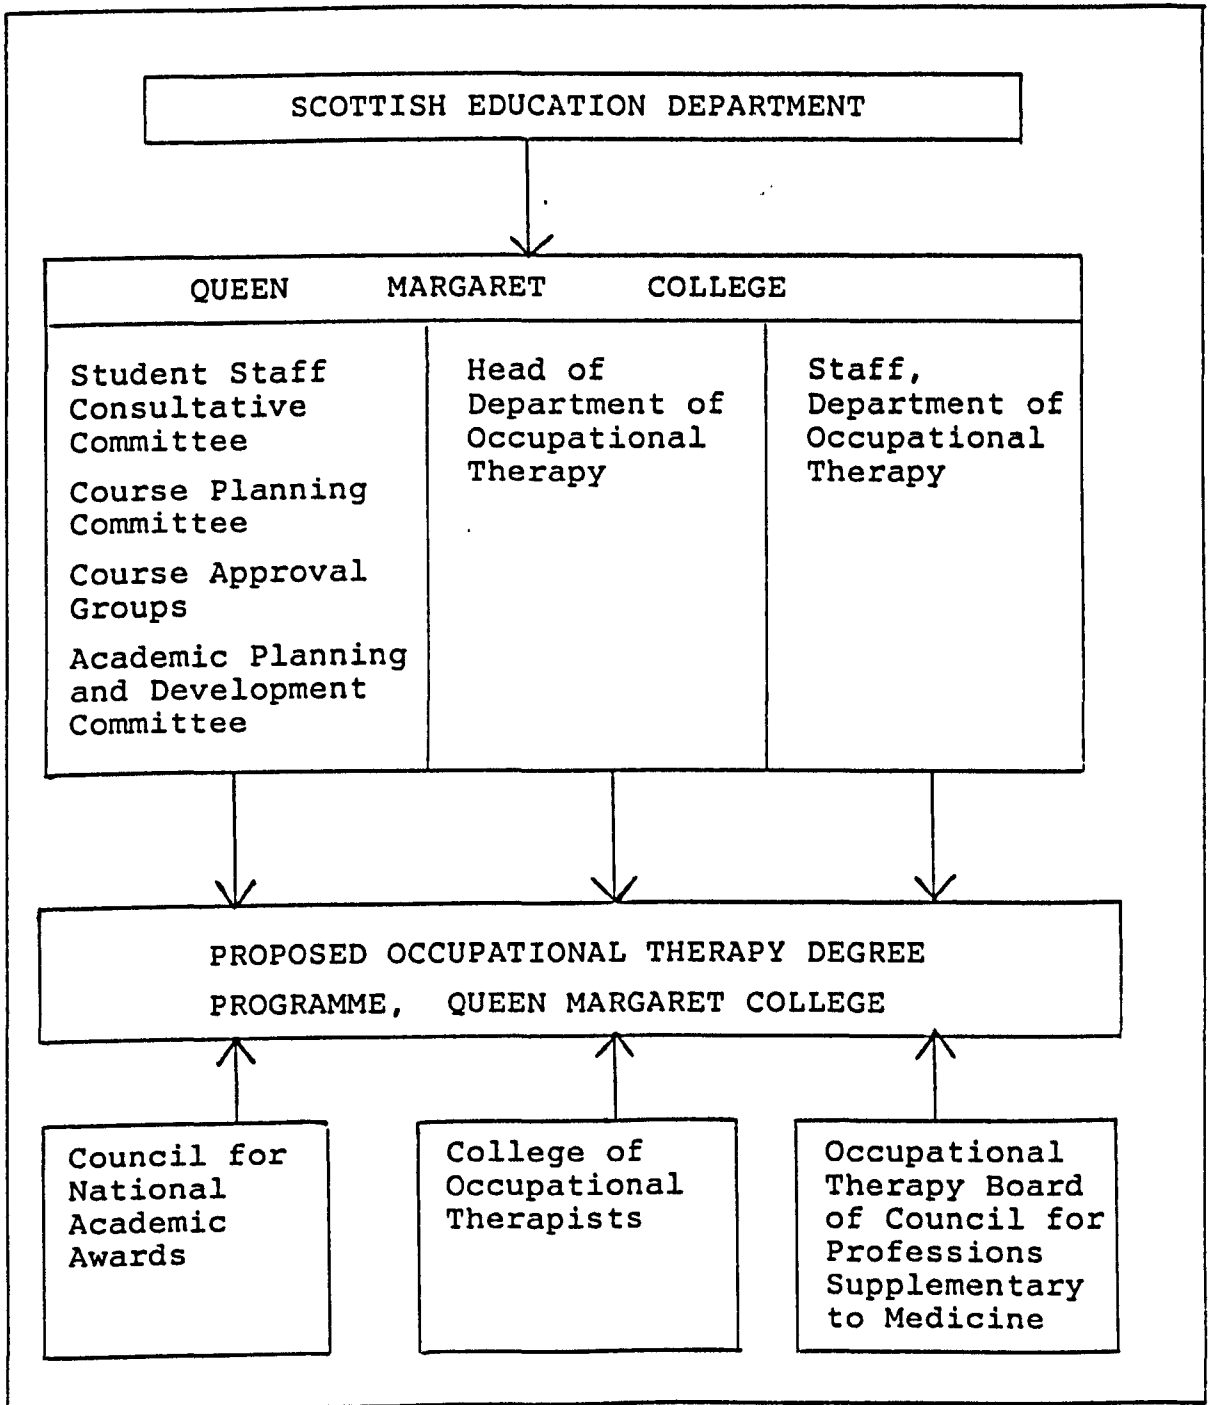 SCOTTISH EDUCATION DEPARTMENT
QUEEN MARGARET COLLEGE
Student Staff
Consultative
Committee
Course Planning
Committee
Course Approval
Groups
Academic Planning
and Development
Committee
Head of
Department of
Occupational
Therapy
Staff,
Department of
Occupational
Therapy
PROPOSED OCCUPATIONAL THERAPY DEGREE
PROGRAMME, QUEEN MARGARET COLLEGE
Council for
National
Academic
Awards
College of
Occupational
Therapists
Occupational
Therapy Board
of Council for
Professions
Supplementary
to Medicine